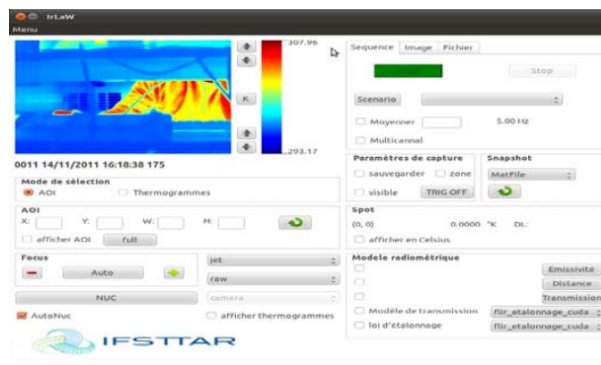 IrLaW
Menu
307.96
K
293.17
0011 14/11/2011 16:18:38 175
Mode de sélection
AOI Thermogrammes
AOI
X: Y: W: H:
afficher AOI full
Focus
Auto
jet
raw
NUC
camera
AutoNuc
afficher thermogrammes
IFSTTAR
Sequence Image Fichier
Stop
Scenario
Moyenner 5.00 Hz
Multicannal
Paramètres de capture
sauvegarder zone
visible TRIG OFF
Snapshot
MatFile
Spot
(0, 0) 0.0000 °K DL:
afficher en Celsius
Modele radiométrique
Emissivité
Distance
Transmission
Modèle de transmission flir_etalonnage_cuda
loi d'étalonnage flir_etalonnage_cuda